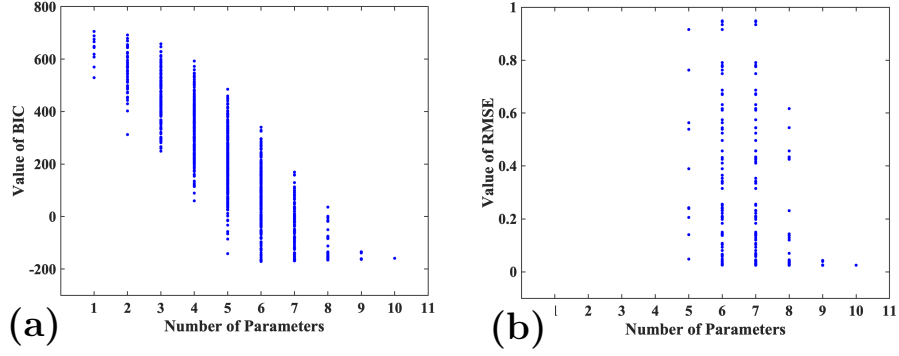 800
600
400
200
0
-200
Value of BIC
1 2 3 4 5 6 7 8 9 10 11
Number of Parameters
(a)
1
0.8
0.6
0.4
0.2
0
Value of RMSE
1 2 3 4 5 6 7 8 9 10 11
Number of Parameters
(b)